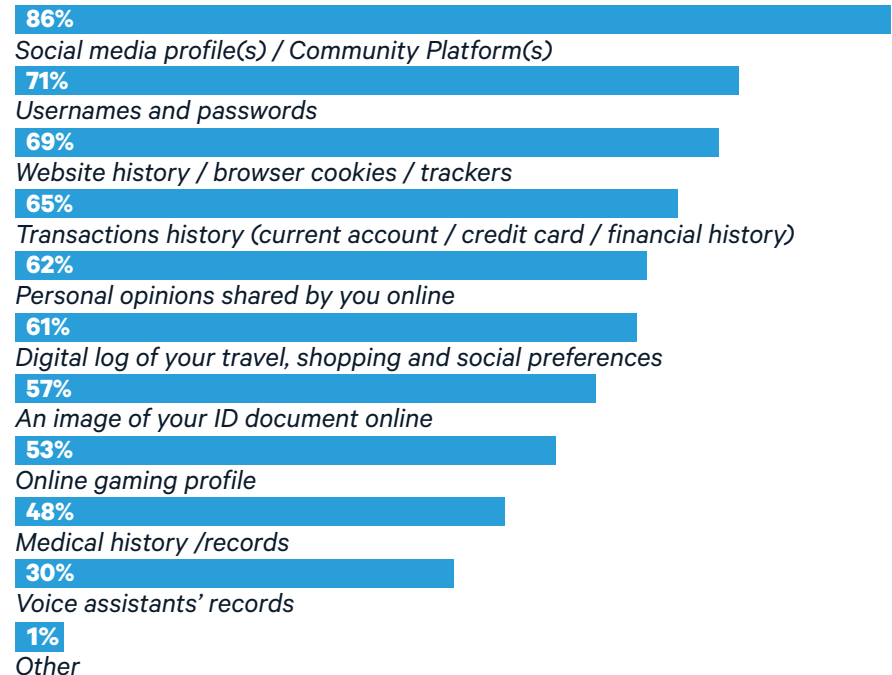 86%
Social media profile(s) / Community Platform(s)
71%
Usernames and passwords
69%
Website history / browser cookies / trackers
65%
Transactions history (current account / credit card / financial history)
62%
Personal opinions shared by you online
61%
Digital log of your travel, shopping and social preferences
57%
An image of your ID document online
53%
Online gaming profile
48%
Medical history /records
30%
Voice assistants’ records
1%
Other